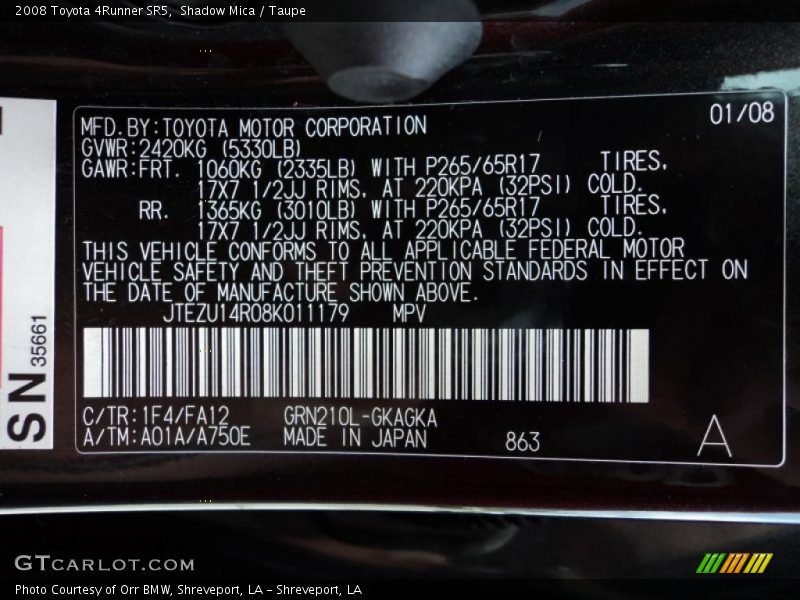 2008 Toyota 4Runner SR5, Shadow Mica / Taupe
01/08
MFD.BY:TOYOTA MOTOR CORPORATION
GVWR:2420KG (5330LB)
GAWR:FRT. 1060KG (2335LB) WITH P265/65R17 TIRES,
17X7 1/2JJ RIMS, AT 220KPA (32PSI) COLD.
RR. 1365KG (3010LB) WITH P265/65R17 TIRES,
17X7 1/2JJ RIMS, AT 220KPA (32PSI) COLD.
THIS VEHICLE CONFORMS TO ALL APPLICABLE FEDERAL MOTOR
VEHICLE SAFETY AND THEFT PREVENTION STANDARDS IN EFFECT ON
THE DATE OF MANUFACTURE SHOWN ABOVE.
JTEZU14R08K011179 MPV
C/TR:1F4/FA12 GRN210L-GKAGKA
A/TM:A01A/A750E MADE IN JAPAN 863
A
SN 35661
GTCARLOT.COM
Photo Courtesy of Orr BMW, Shreveport, LA - Shreveport, LA